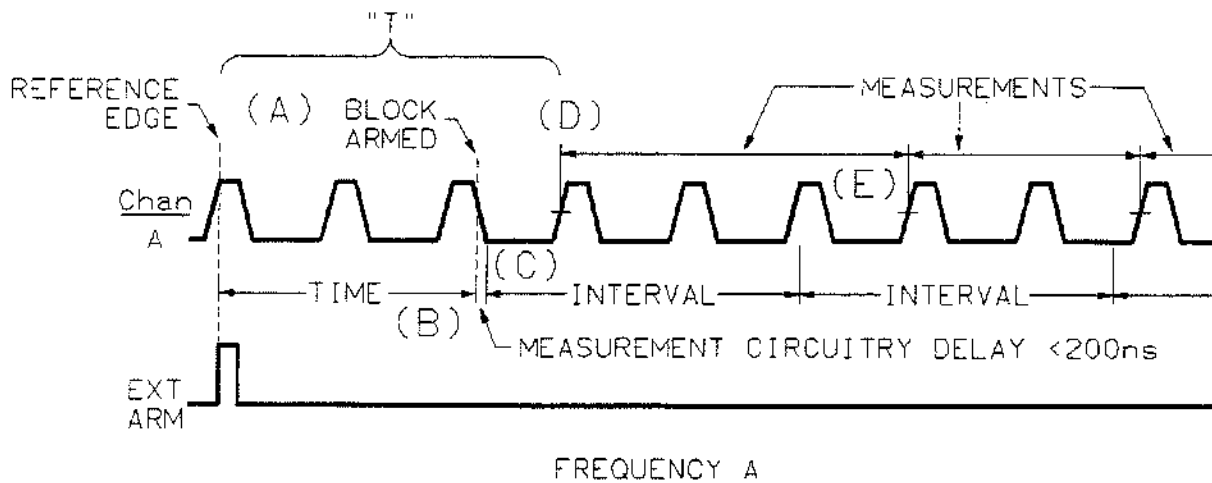 "T"
REFERENCE
EDGE
(A)
BLOCK
ARMED
(D)
MEASUREMENTS
(E)
Chan
A
(C)
TIME
INTERVAL
INTERVAL
(B)
MEASUREMENT CIRCUITRY DELAY <200ns
EXT
ARM
FREQUENCY A